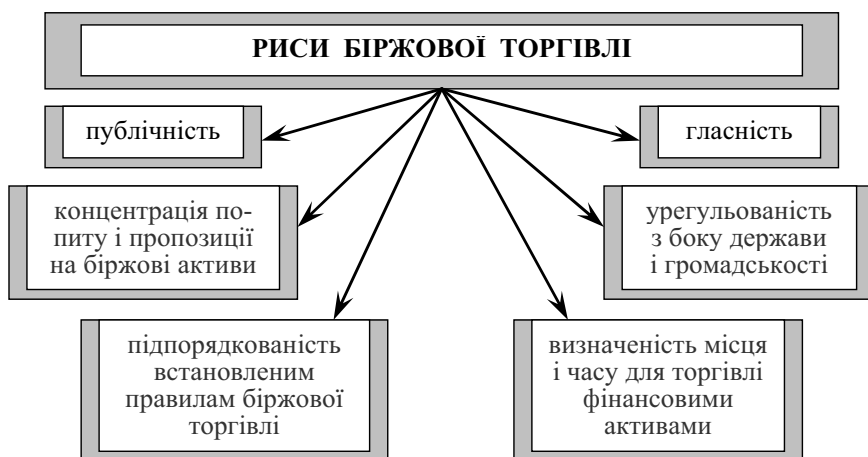 РИСИ БІРЖОВОЇ ТОРГІВЛІ
публічність
гласність
концентрація по-
питу і пропозиції
на біржові активи
урегульованість
з боку держави
і громадськості
підпорядкованість
встановленим
правилам біржової
торгівлі
визначеність місця
і часу для торгівлі
фінансовими
активами